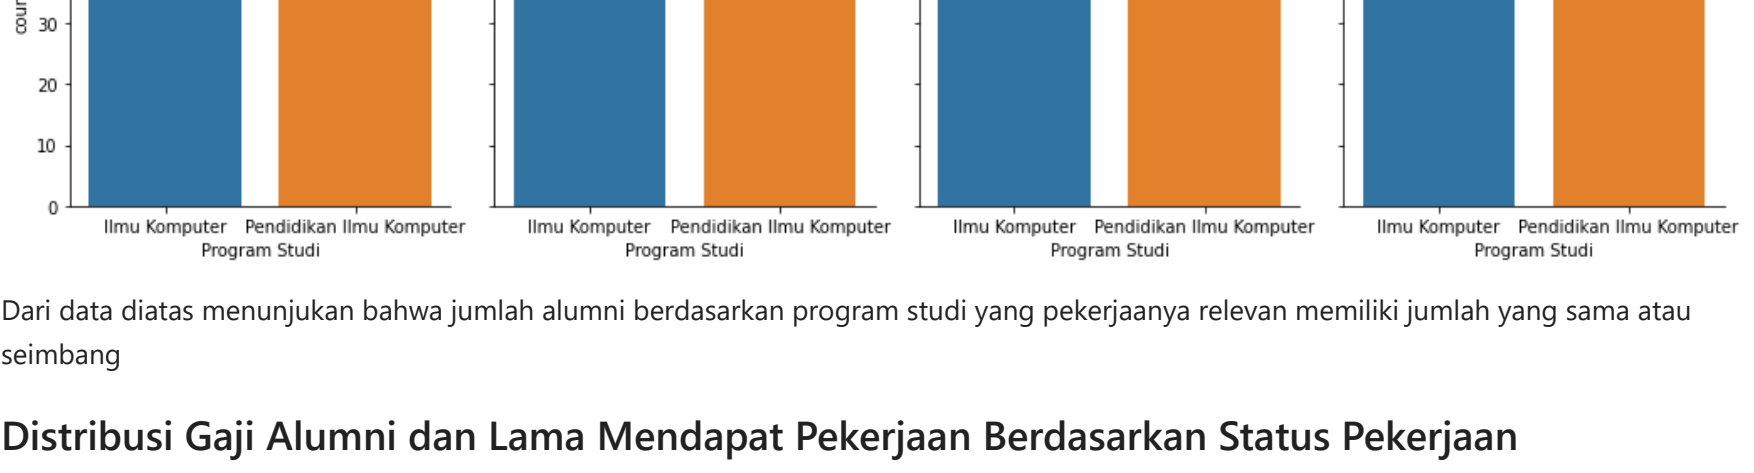 coun
30
20
10
0
Ilmu Komputer Pendidikan Ilmu Komputer Ilmu Komputer Pendidikan Ilmu Komputer Ilmu Komputer Pendidikan Ilmu Komputer Ilmu Komputer Pendidikan Ilmu Komputer
Program Studi Program Studi Program Studi Program Studi
Dari data diatas menunjukan bahwa jumlah alumni berdasarkan program studi yang pekerjaanya relevan memiliki jumlah yang sama atau
seimbang
Distribusi Gaji Alumni dan Lama Mendapat Pekerjaan Berdasarkan Status Pekerjaan